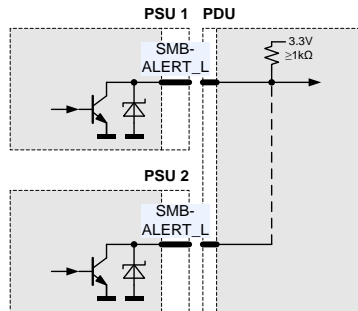 PSU 1 PDU
SMB-
ALERT_L
3.3V
≥1kΩ
PSU 2
SMB-
ALERT_L